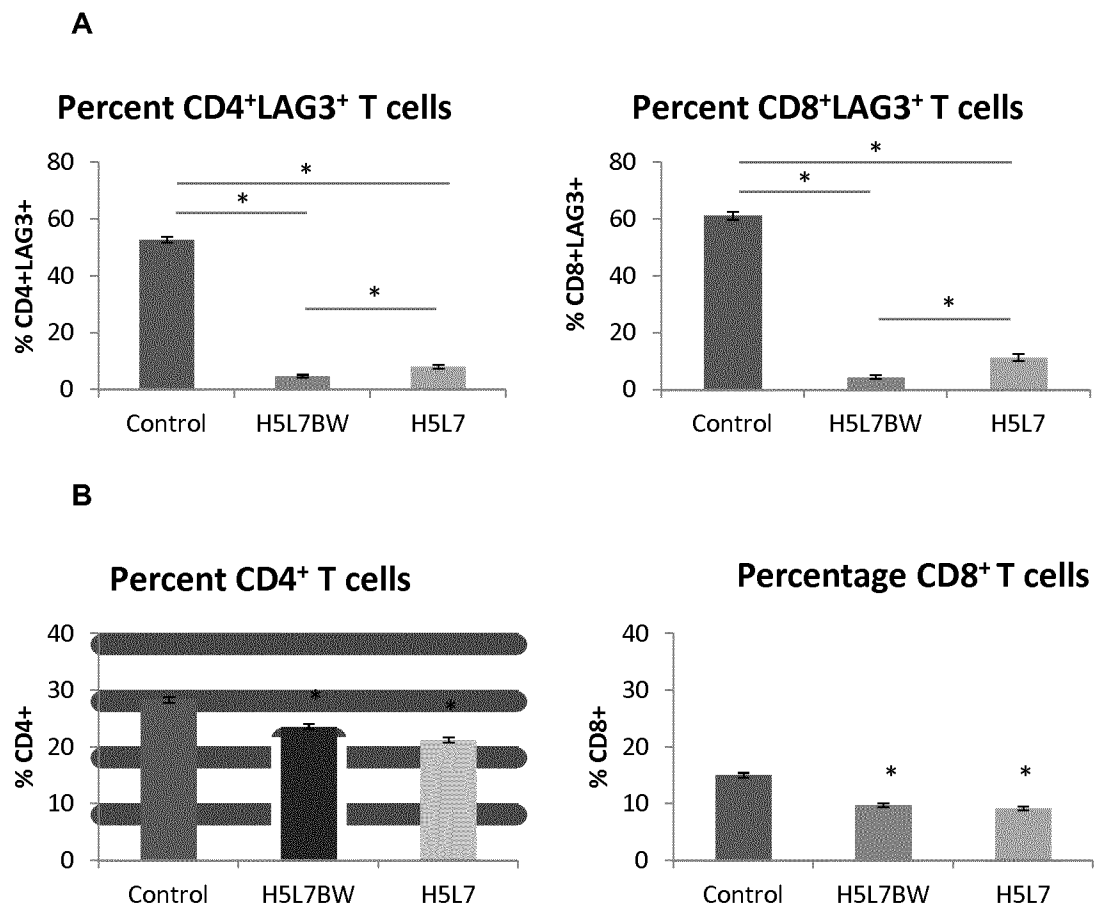 A
Percent CD4⁺LAG3⁺ T cells
% CD4+LAG3+
80
60
40
20
0
*
*
*
Control
H5L7BW
H5L7
Percent CD8⁺LAG3⁺ T cells
% CD8+LAG3+
80
60
40
20
0
*
*
*
Control
H5L7BW
H5L7
B
Percent CD4⁺ T cells
% CD4+
40
30
20
10
0
*
*
Control
H5L7BW
H5L7
Percentage CD8⁺ T cells
% CD8+
40
30
20
10
0
*
*
Control
H5L7BW
H5L7